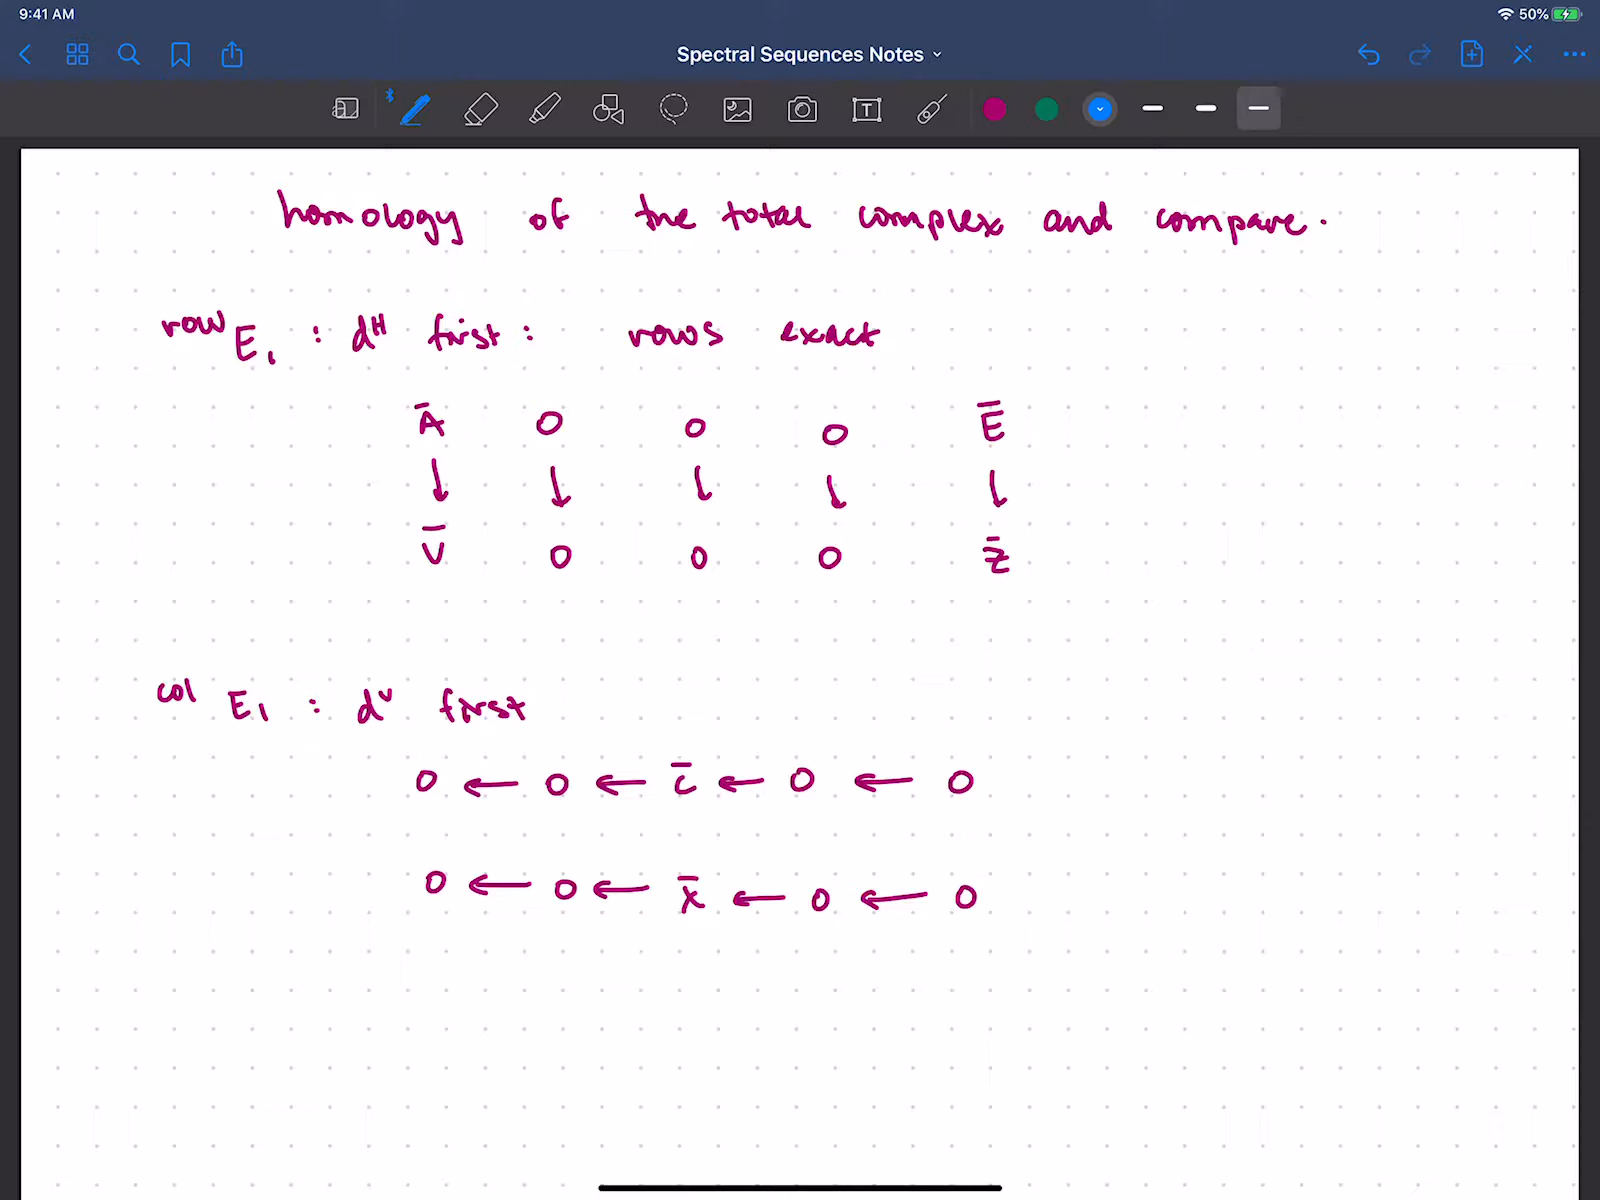 9:41 AM
50%
Spectral Sequences Notes
T
homology of the total complex and compare.
row E₁ : dᴴ first : rows exact
Ā 0 0 0 Ē
↓ ↓ ↓ ↓ ↓
V̄ 0 0 0 Z̄
col E₁ : dᵛ first
0 ← 0 ← C̄ ← 0 ← 0
0 ← 0 ← X̄ ← 0 ← 0